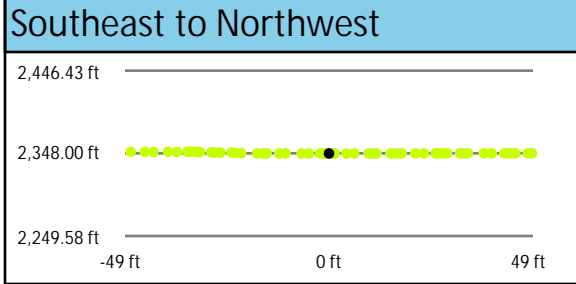 Southeast to Northwest
2,446.43 ft
2,348.00 ft
2,249.58 ft
-49 ft 0 ft 49 ft